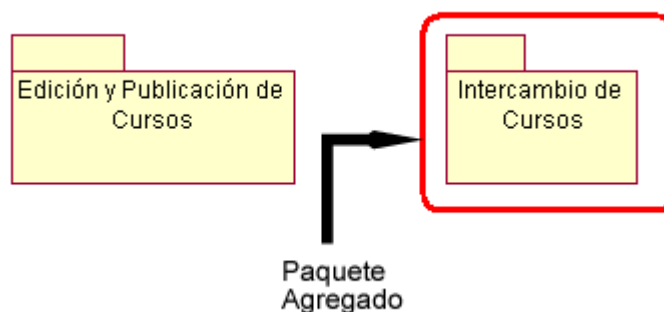 Edición y Publicación de
Cursos
Intercambio de
Cursos
Paquete
Agregado